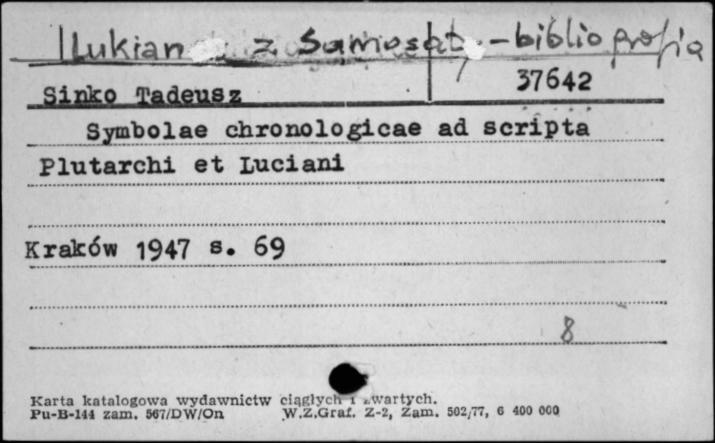 Lukian z Samosat, - bibliografia
37642
Sinko Tadeusz
Symbolae chronologicae ad scripta
Plutarchi et Luciani
Kraków 1947 s. 69
8
Karta katalogowa wydawnictw ciągłych i zwartych.
Pu-B-144 zam. 567/DW/On W.Z.Graf. Z-2, Zam. 502/77, 6 400 000